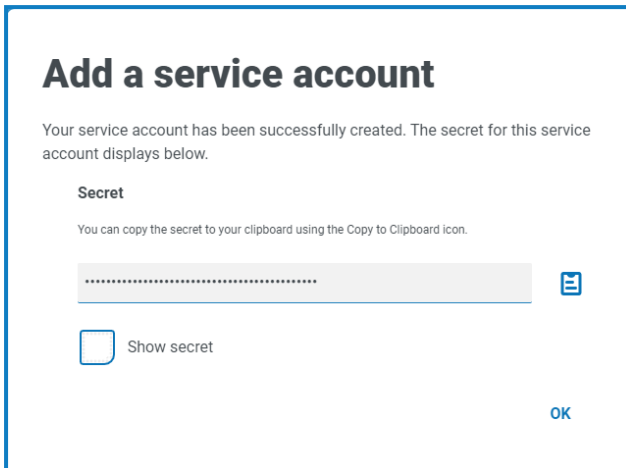 Add a service account
Your service account has been successfully created. The secret for this service
account displays below.
Secret
You can copy the secret to your clipboard using the Copy to Clipboard icon.
••••••••••••••••••••••••••••••••••••••••••••
Show secret
OK